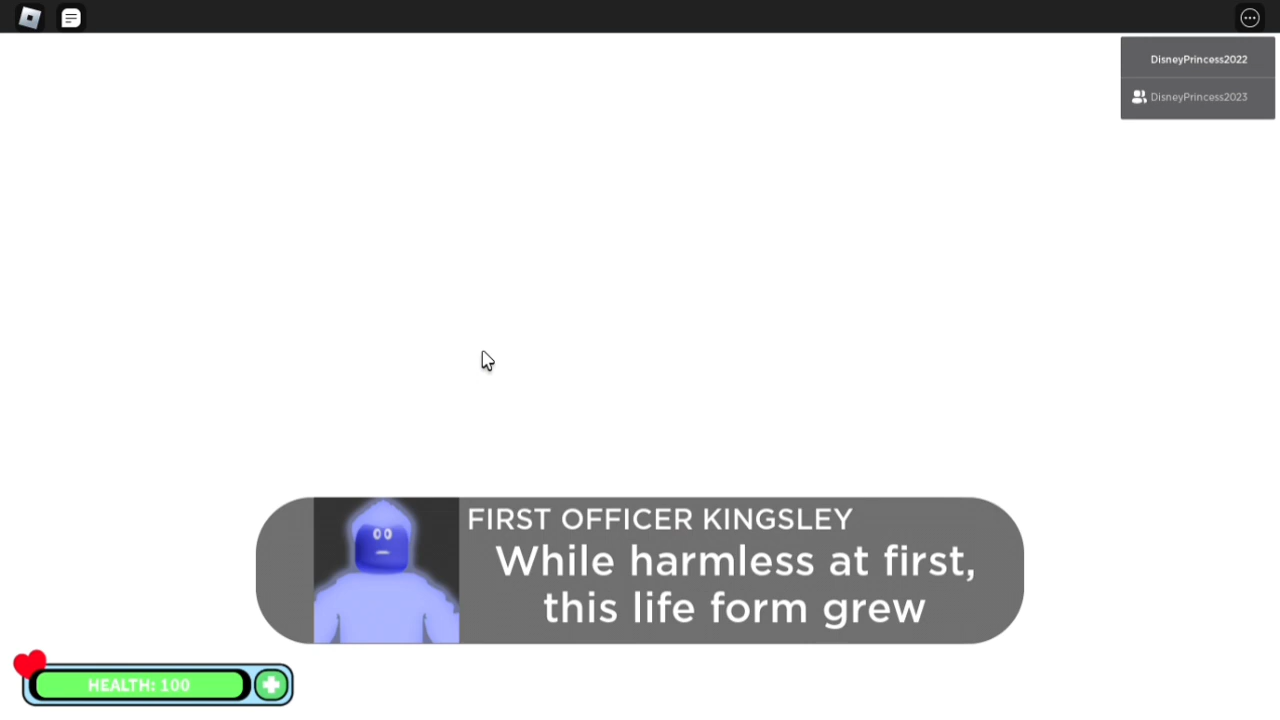 DisneyPrincess2022
DisneyPrincess2023
FIRST OFFICER KINGSLEY
While harmless at first,
this life form grew
HEALTH: 100